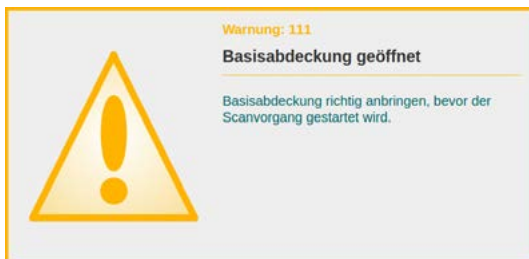 Warnung: 111
Basisabdeckung geöffnet
Basisabdeckung richtig anbringen, bevor der
Scanvorgang gestartet wird.